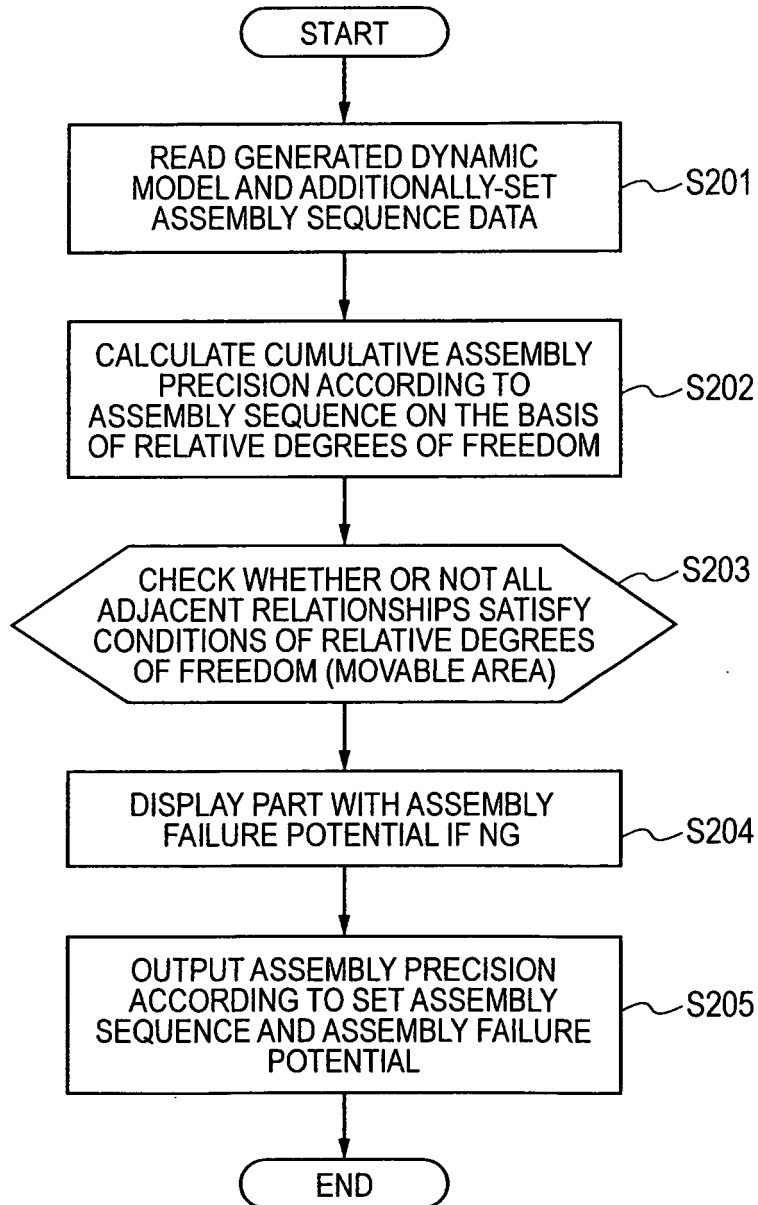 START
READ GENERATED DYNAMIC
MODEL AND ADDITIONALLY-SET
ASSEMBLY SEQUENCE DATA
S201
CALCULATE CUMULATIVE ASSEMBLY
PRECISION ACCORDING TO
ASSEMBLY SEQUENCE ON THE BASIS
OF RELATIVE DEGREES OF FREEDOM
S202
CHECK WHETHER OR NOT ALL
ADJACENT RELATIONSHIPS SATISFY
CONDITIONS OF RELATIVE DEGREES
OF FREEDOM (MOVABLE AREA)
S203
DISPLAY PART WITH ASSEMBLY
FAILURE POTENTIAL IF NG
S204
OUTPUT ASSEMBLY PRECISION
ACCORDING TO SET ASSEMBLY
SEQUENCE AND ASSEMBLY FAILURE
POTENTIAL
S205
END